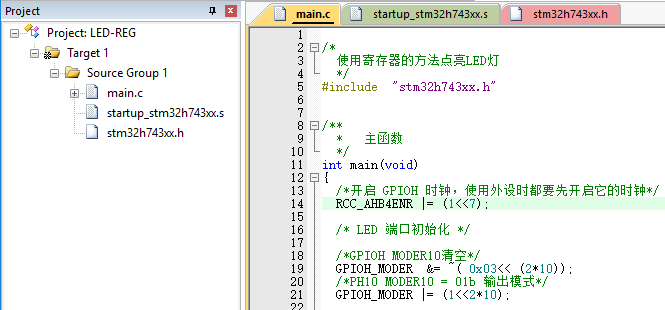 Project
Project: LED-REG
Target 1
Source Group 1
main.c
startup_stm32h743xx.s
stm32h743xx.h
main.c startup_stm32h743xx.s stm32h743xx.h
1
2 /*
3 使用寄存器的方法点亮LED灯
4 */
5 #include "stm32h743xx.h"
6
7
8 /**
9 * 主函数
10 */
11 int main(void)
12 {
13 /*开启 GPIOH 时钟，使用外设时都要先开启它的时钟*/
14 RCC_AHB4ENR |= (1<<7);
15
16 /* LED 端口初始化 */
17
18 /*GPIOH MODER10清空*/
19 GPIOH_MODER &= ~( 0x03<< (2*10));
20 /*PH10 MODER10 = 01b 输出模式*/
21 GPIOH_MODER |= (1<<2*10);
22